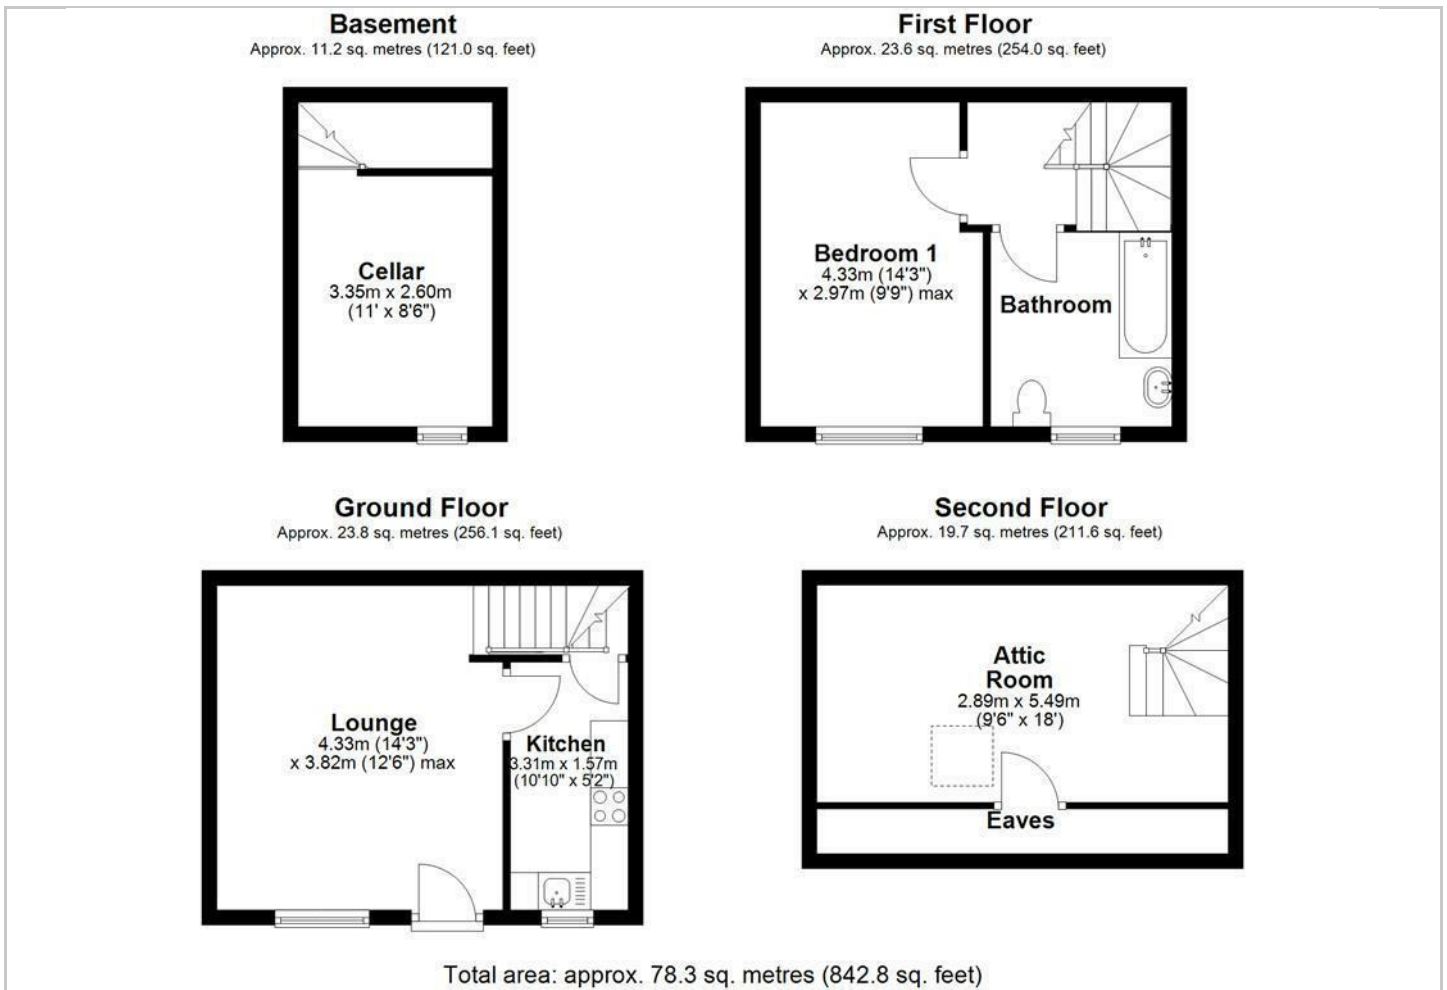 Basement
Approx. 11.2 sq. metres (121.0 sq. feet)
Cellar
3.35m x 2.60m
(11' x 8'6")
First Floor
Approx. 23.6 sq. metres (254.0 sq. feet)
Bedroom 1
4.33m (14'3")
x 2.97m (9'9") max
Bathroom
Ground Floor
Approx. 23.8 sq. metres (256.1 sq. feet)
Lounge
4.33m (14'3")
x 3.82m (12'6") max
Kitchen
3.31m x 1.57m
(10'10" x 5'2")
Second Floor
Approx. 19.7 sq. metres (211.6 sq. feet)
Attic
Room
2.89m x 5.49m
(9'6" x 18')
Eaves
Total area: approx. 78.3 sq. metres (842.8 sq. feet)